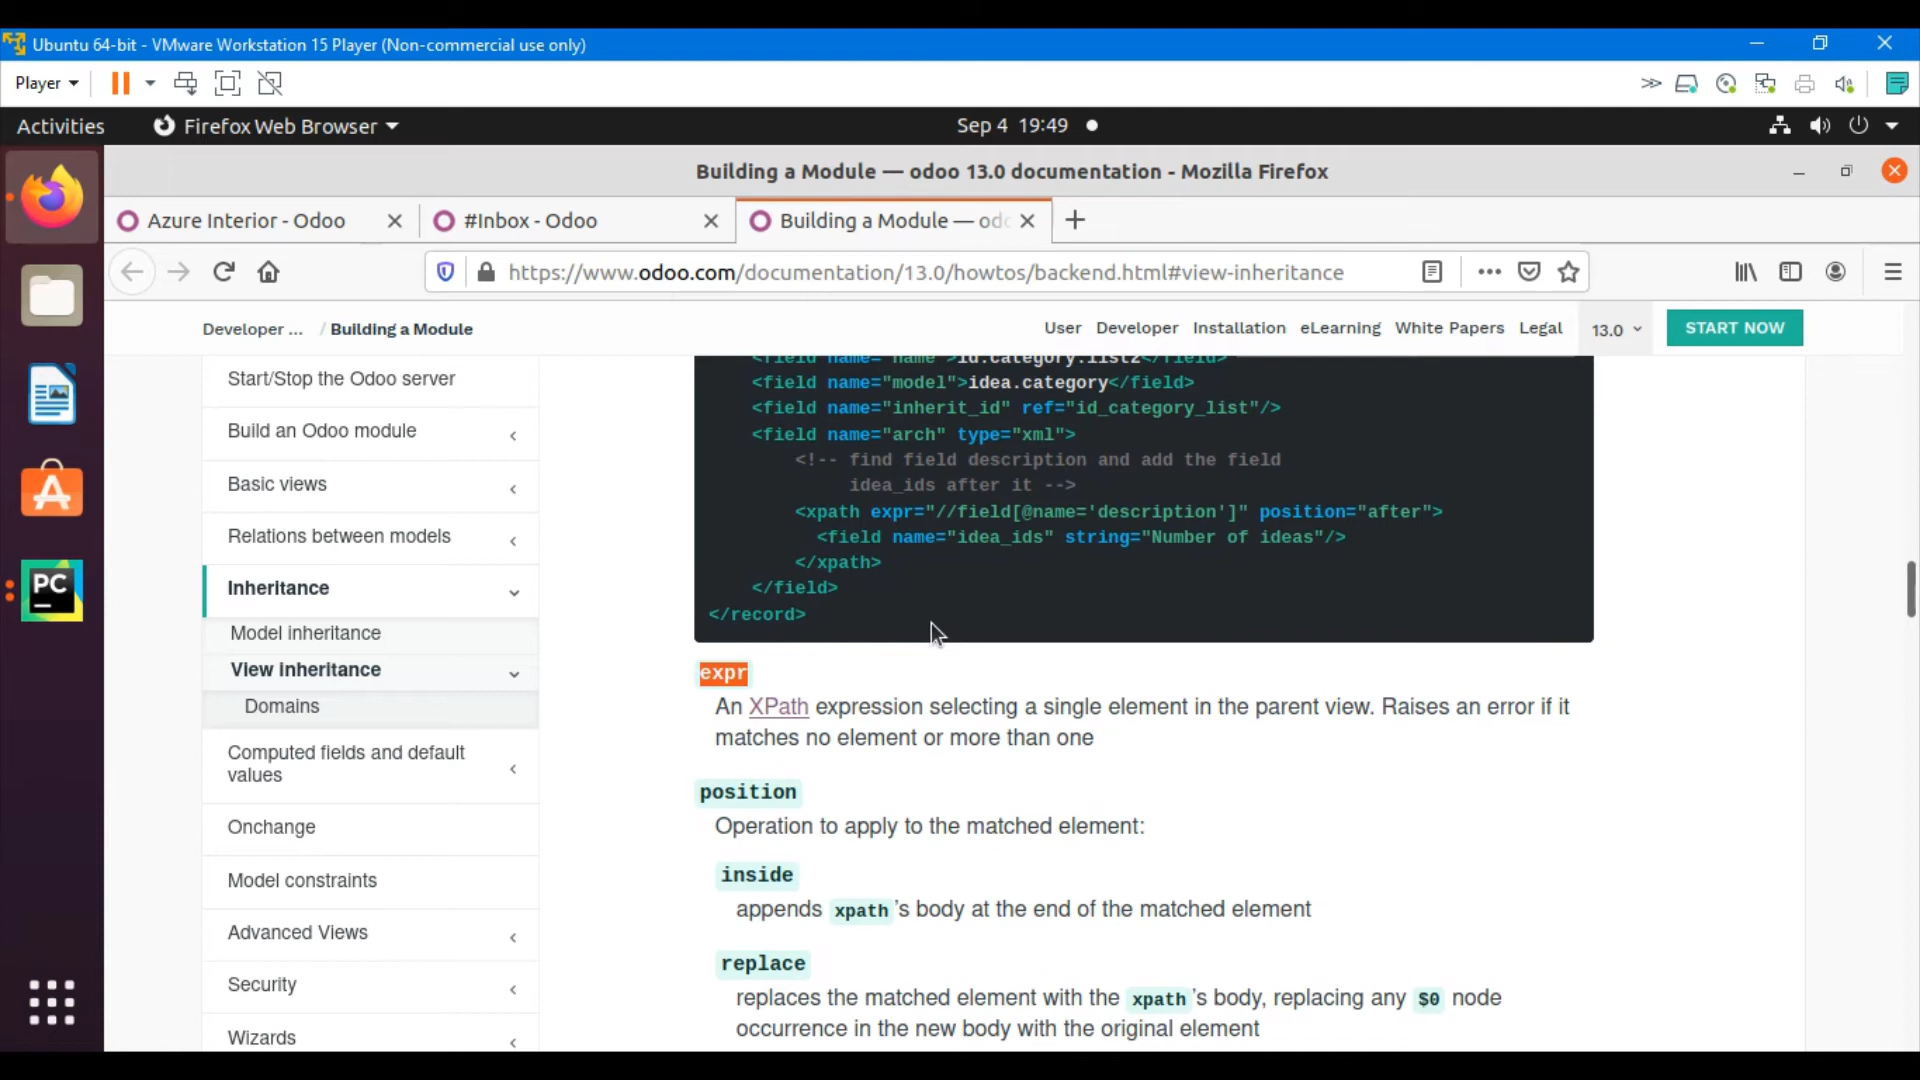 Ubuntu 64-bit - VMware Workstation 15 Player (Non-commercial use only)
Player
Activities
Firefox Web Browser
Sep 4 19:49
Building a Module — odoo 13.0 documentation - Mozilla Firefox
Azure Interior - Odoo
#Inbox - Odoo
Building a Module — odo
https://www.odoo.com/documentation/13.0/howtos/backend.html#view-inheritance
Developer ... / Building a Module
User Developer Installation eLearning White Papers Legal 13.0 START NOW
Start/Stop the Odoo server
Build an Odoo module
Basic views
Relations between models
Inheritance
Model inheritance
View inheritance
Domains
Computed fields and default
values
Onchange
Model constraints
Advanced Views
Security
Wizards
<field name="name">id.category.list2</field>
<field name="model">idea.category</field>
<field name="inherit_id" ref="id_category_list"/>
<field name="arch" type="xml">
<!-- find field description and add the field
idea_ids after it -->
<xpath expr="//field[@name='description']" position="after">
<field name="idea_ids" string="Number of ideas"/>
</xpath>
</field>
</record>
expr
An XPath expression selecting a single element in the parent view. Raises an error if it
matches no element or more than one
position
Operation to apply to the matched element:
inside
appends xpath's body at the end of the matched element
replace
replaces the matched element with the xpath's body, replacing any $0 node
occurrence in the new body with the original element
PC